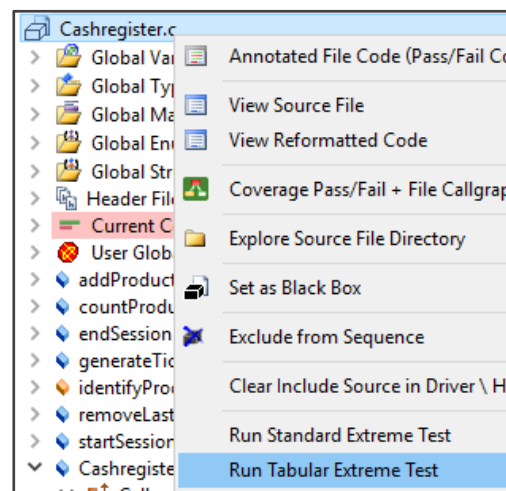 Cashregister.c
Global Va
Global Ty
Global Ma
Global En
Global Str
Header Fil
Current C
User Glob
addProduct
countProdu
endSession
generateTic
identifyPro
removeLast
startSession
Cashregiste
Annotated File Code (Pass/Fail Co
View Source File
View Reformatted Code
Coverage Pass/Fail + File Callgrap
Explore Source File Directory
Set as Black Box
Exclude from Sequence
Clear Include Source in Driver \ H
Run Standard Extreme Test
Run Tabular Extreme Test